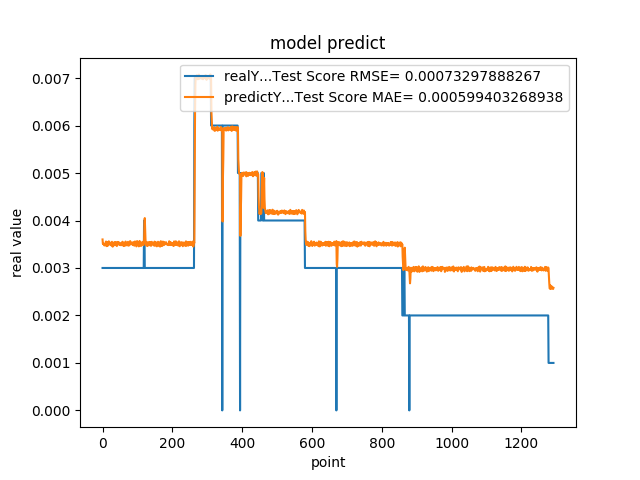 model predict
realY...Test Score RMSE= 0.00073297888267
predictY...Test Score MAE= 0.000599403268938
real value
0.007
0.006
0.005
0.004
0.003
0.002
0.001
0.000
0 200 400 600 800 1000 1200
point